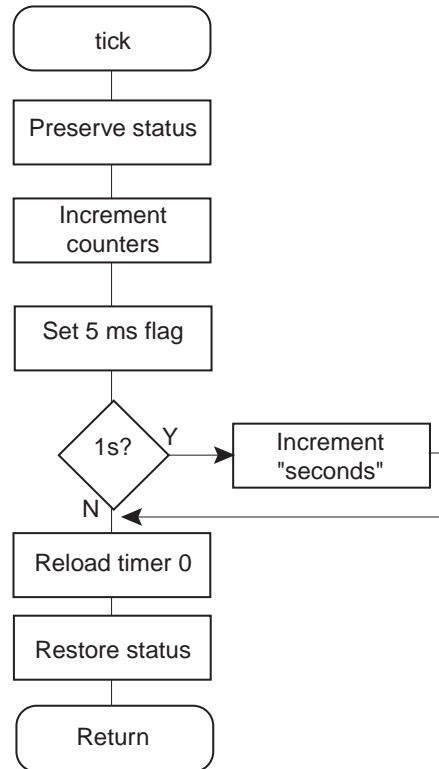 tick
Preserve status
Increment
counters
Set 5 ms flag
1s?
Y
Increment
"seconds"
N
Reload timer 0
Restore status
Return